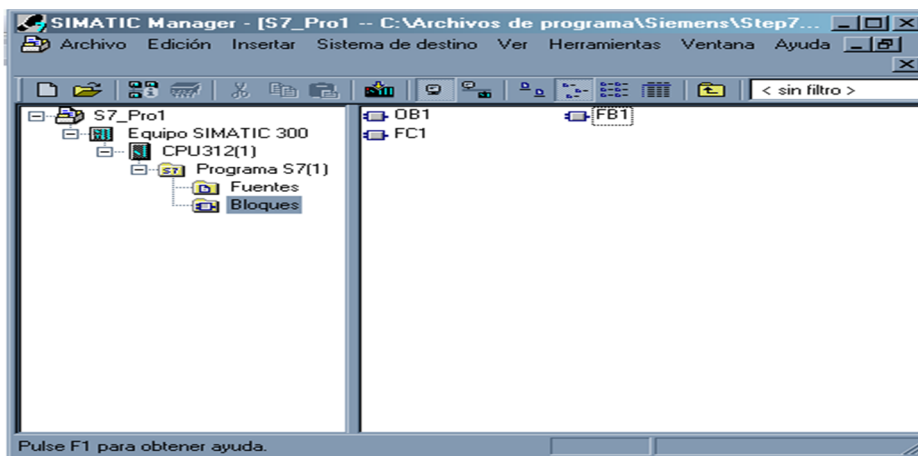 SIMATIC Manager - [S7_Pro1 -- C:\Archivos de programa\Siemens\Step7...
Archivo Edición Insertar Sistema de destino Ver Herramientas Ventana Ayuda
< sin filtro >
S7_Pro1
Equipo SIMATIC 300
CPU312(1)
Programa S7(1)
Fuentes
Bloques
OB1 FB1
FC1
Pulse F1 para obtener ayuda.